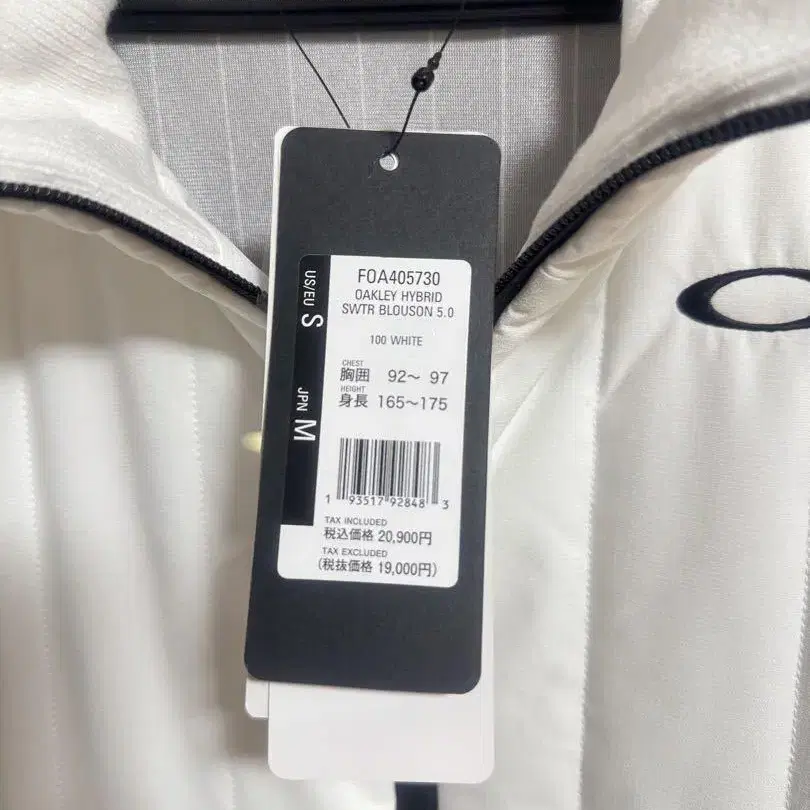 FOA405730
OAKLEY HYBRID
SWTR BLOUSON 5.0
100 WHITE
US/EU S
JPN M
CHEST
胸囲 92～ 97
HEIGHT
身長 165～175
1 93517 92848 3
TAX INCLUDED
税込価格 20,900円
TAX EXCLUDED
(税抜価格 19,000円)